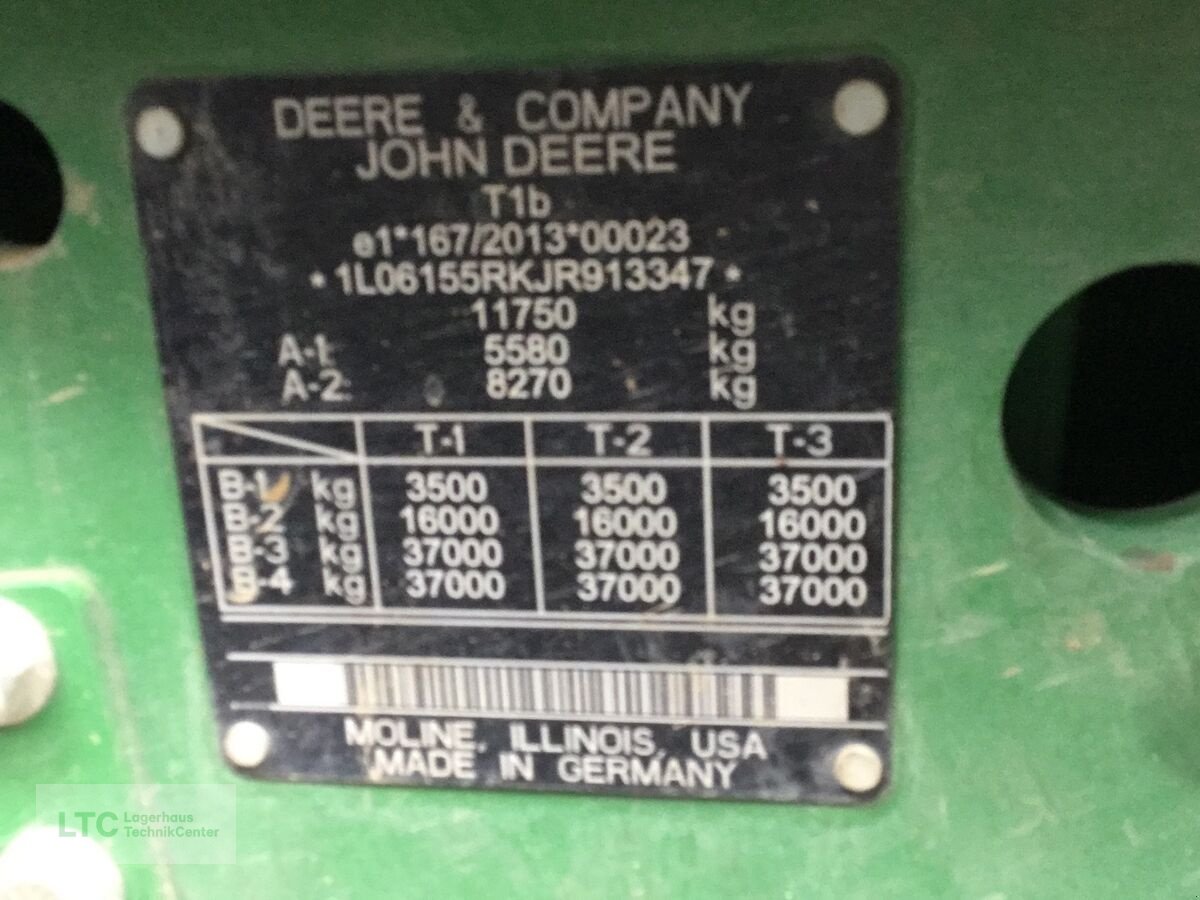 DEERE & COMPANY
JOHN DEERE
T1b
e1*167/2013*00023
*1L06155RKJR913347*
11750 kg
A-1: 5580 kg
A-2: 8270 kg
T-1 T-2 T-3
B-1 kg 3500 3500 3500
B-2 kg 16000 16000 16000
B-3 kg 37000 37000 37000
B-4 kg 37000 37000 37000
MOLINE, ILLINOIS, USA
MADE IN GERMANY
LTC Lagerhaus
TechnikCenter